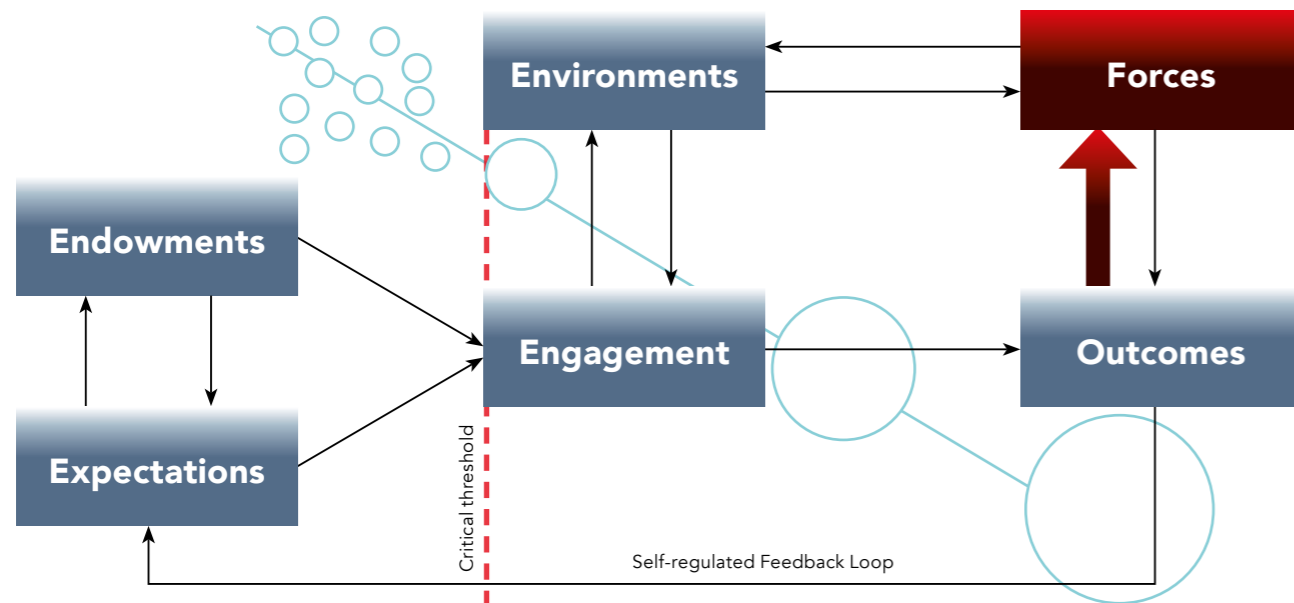 Environments
Forces
Endowments
Engagement
Outcomes
Expectations
Critical threshold
Self-regulated Feedback Loop